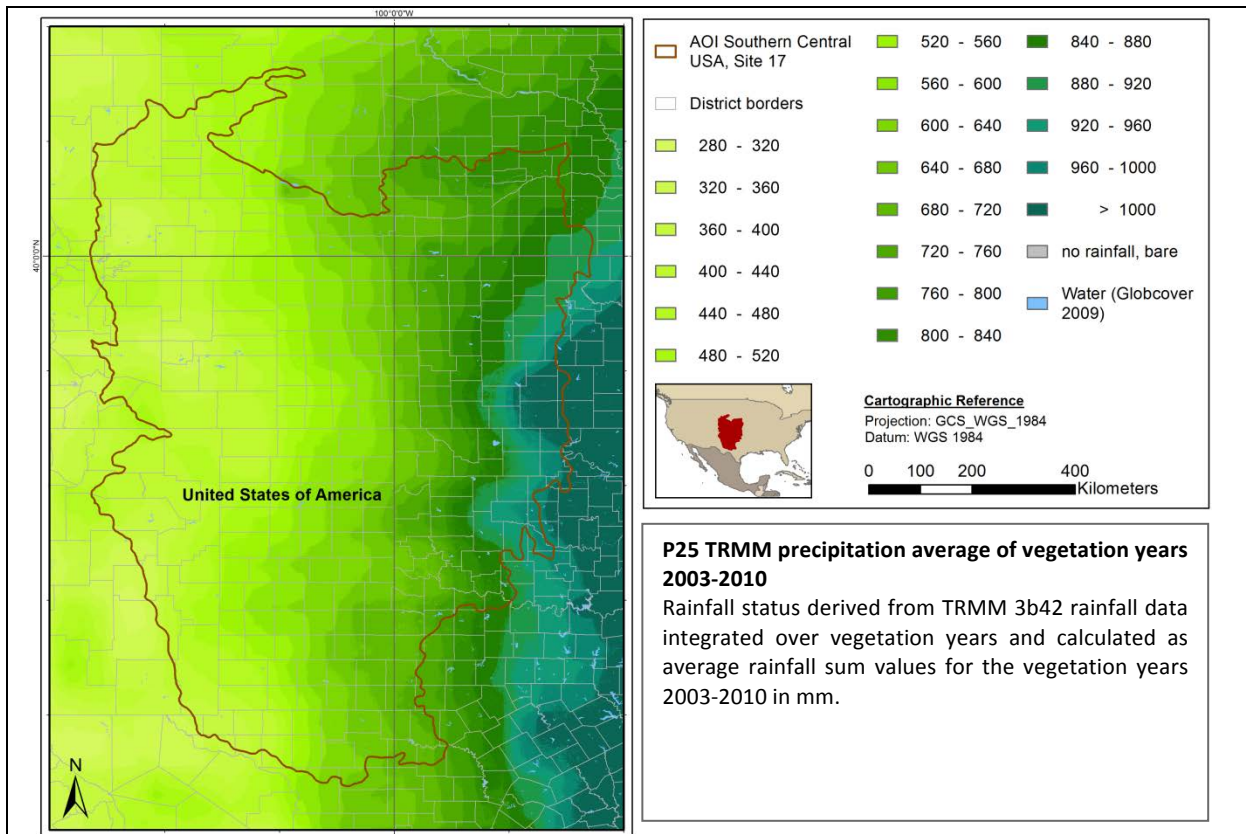 100°0'0"W
40°0'0"N
United States of America
N
AOI Southern Central
USA, Site 17
District borders
280 - 320
320 - 360
360 - 400
400 - 440
440 - 480
480 - 520
520 - 560
560 - 600
600 - 640
640 - 680
680 - 720
720 - 760
760 - 800
800 - 840
840 - 880
880 - 920
920 - 960
960 - 1000
> 1000
no rainfall, bare
Water (Globcover
2009)
Cartographic Reference
Projection: GCS_WGS_1984
Datum: WGS 1984
0 100 200 400
Kilometers
P25 TRMM precipitation average of vegetation years
2003-2010
Rainfall status derived from TRMM 3b42 rainfall data
integrated over vegetation years and calculated as
average rainfall sum values for the vegetation years
2003-2010 in mm.